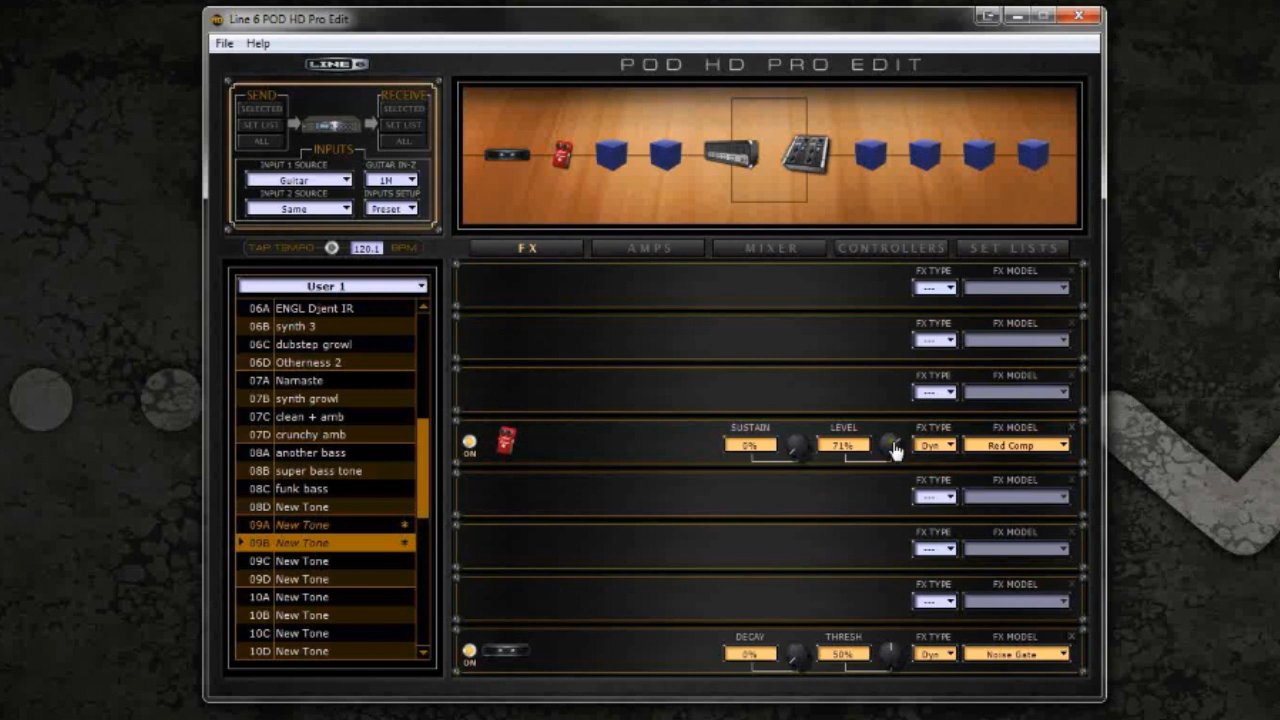 Line 6 POD HD Pro Edit
File Help
LINE 6
POD HD PRO EDIT
SEND RECEIVE
SELECTED SELECTED
SET LIST SET LIST
ALL ALL
INPUTS
INPUT 1 SOURCE GUITAR IN-Z
Guitar 1M
INPUT 2 SOURCE INPUTS SETUP
Same Preset
TAP TEMPO 120.1 BPM
FX AMPS MIXER CONTROLLERS SET LISTS
User 1
06A ENGL Djent IR
06B synth 3
06C dubstep growl
06D Otherness 2
07A Namaste
07B synth growl
07C clean + amb
07D crunchy amb
08A another bass
08B super bass tone
08C funk bass
08D New Tone
09A New Tone *
09B New Tone *
09C New Tone
09D New Tone
10A New Tone
10B New Tone
10C New Tone
10D New Tone
FX TYPE FX MODEL X
---
FX TYPE FX MODEL X
---
FX TYPE FX MODEL X
---
SUSTAIN LEVEL FX TYPE FX MODEL X
ON 0% 71% Dyn Red Comp
FX TYPE FX MODEL X
---
FX TYPE FX MODEL X
---
FX TYPE FX MODEL X
---
DECAY THRESH FX TYPE FX MODEL X
ON 0% 50% Dyn Noise Gate